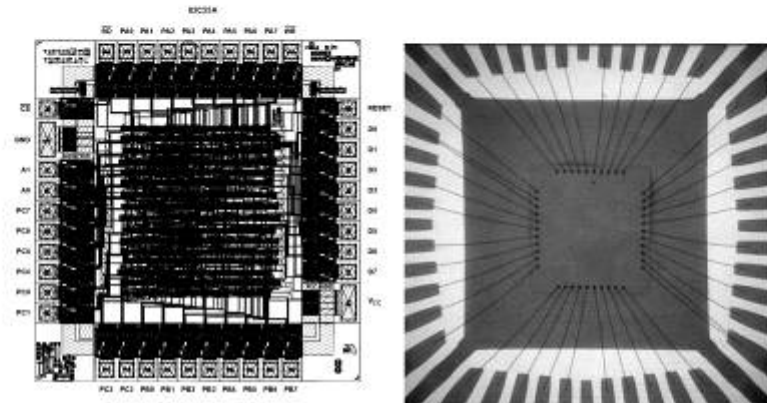 82C55A
RD PA0 PA1 PA2 PA3 PA4 PA5 PA6 PA7 WR
CS
GND
A1
A0
PC7
PC6
PC5
PC4
PC0
PC1
RESET
D0
D1
D2
D3
D4
D5
D6
D7
VCC
PC2 PC3 PB0 PB1 PB2 PB3 PB4 PB5 PB6 PB7